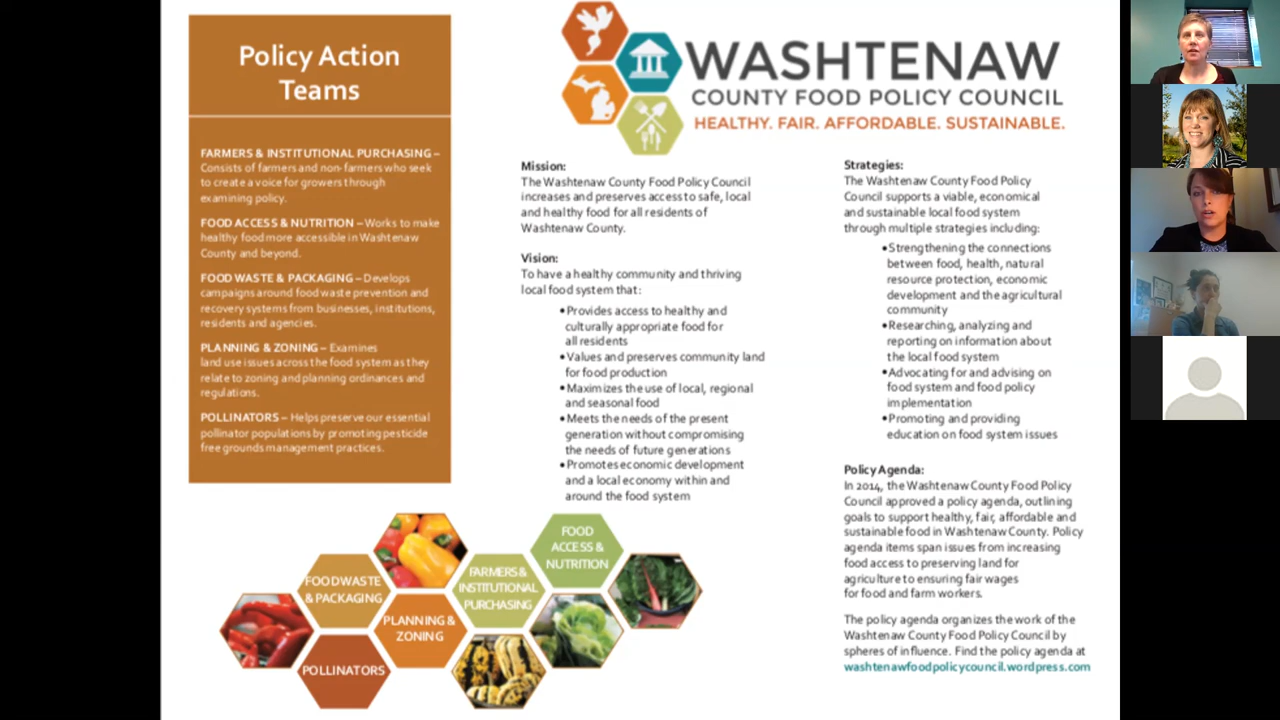 Policy Action
Teams
FARMERS & INSTITUTIONAL PURCHASING –
Consists of farmers and non-farmers who seek
to create a voice for growers through
examining policy.
FOOD ACCESS & NUTRITION – Works to make
healthy food more accessible in Washtenaw
County and beyond.
FOOD WASTE & PACKAGING – Develops
campaigns around food waste prevention and
recovery systems from businesses, institutions,
residents and agencies.
PLANNING & ZONING – Examines
land use issues across the food system as they
relate to zoning and planning ordinances and
regulations.
POLLINATORS – Helps preserve our essential
pollinator populations by promoting pesticide
free grounds management practices.
WASHTENAW
COUNTY FOOD POLICY COUNCIL
HEALTHY. FAIR. AFFORDABLE. SUSTAINABLE.
Mission:
The Washtenaw County Food Policy Council
increases and preserves access to safe, local
and healthy food for all residents of
Washtenaw County.
Vision:
To have a healthy community and thriving
local food system that:
•Provides access to healthy and
culturally appropriate food for
all residents
•Values and preserves community land
for food production
•Maximizes the use of local, regional
and seasonal food
•Meets the needs of the present
generation without compromising
the needs of future generations
•Promotes economic development
and a local economy within and
around the food system
Strategies:
The Washtenaw County Food Policy
Council supports a viable, economical
and sustainable local food system
through multiple strategies including:
•Strengthening the connections
between food, health, natural
resource protection, economic
development and the agricultural
community
•Researching, analyzing and
reporting on information about
the local food system
•Advocating for and advising on
food system and food policy
implementation
•Promoting and providing
education on food system issues
Policy Agenda:
In 2014, the Washtenaw County Food Policy
Council approved a policy agenda, outlining
goals to support healthy, fair, affordable and
sustainable food in Washtenaw County. Policy
agenda items span issues from increasing
food access to preserving land for
agriculture to ensuring fair wages
for food and farm workers.
The policy agenda organizes the work of the
Washtenaw County Food Policy Council by
spheres of influence. Find the policy agenda at
washtenawfoodpolicycouncil.wordpress.com
FOOD
ACCESS &
NUTRITION
FARMERS &
INSTITUTIONAL
PURCHASING
FOOD WASTE
& PACKAGING
PLANNING &
ZONING
POLLINATORS